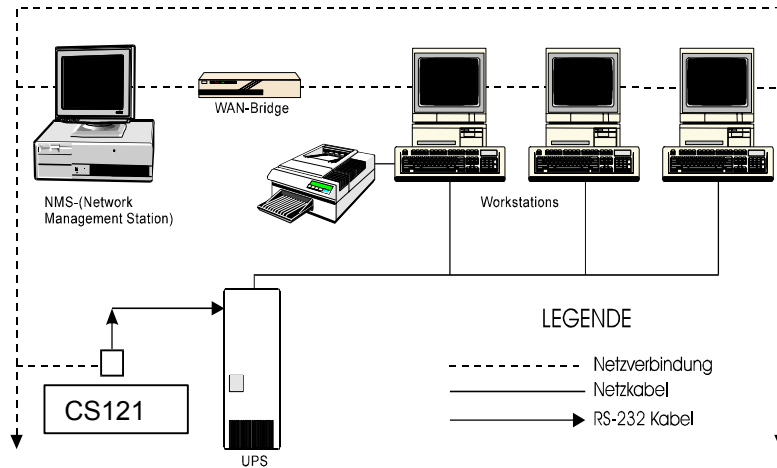 WAN-Bridge
NMS-(Network
Management Station)
Workstations
LEGENDE
Netzverbindung
Netzkabel
RS-232 Kabel
CS121
UPS